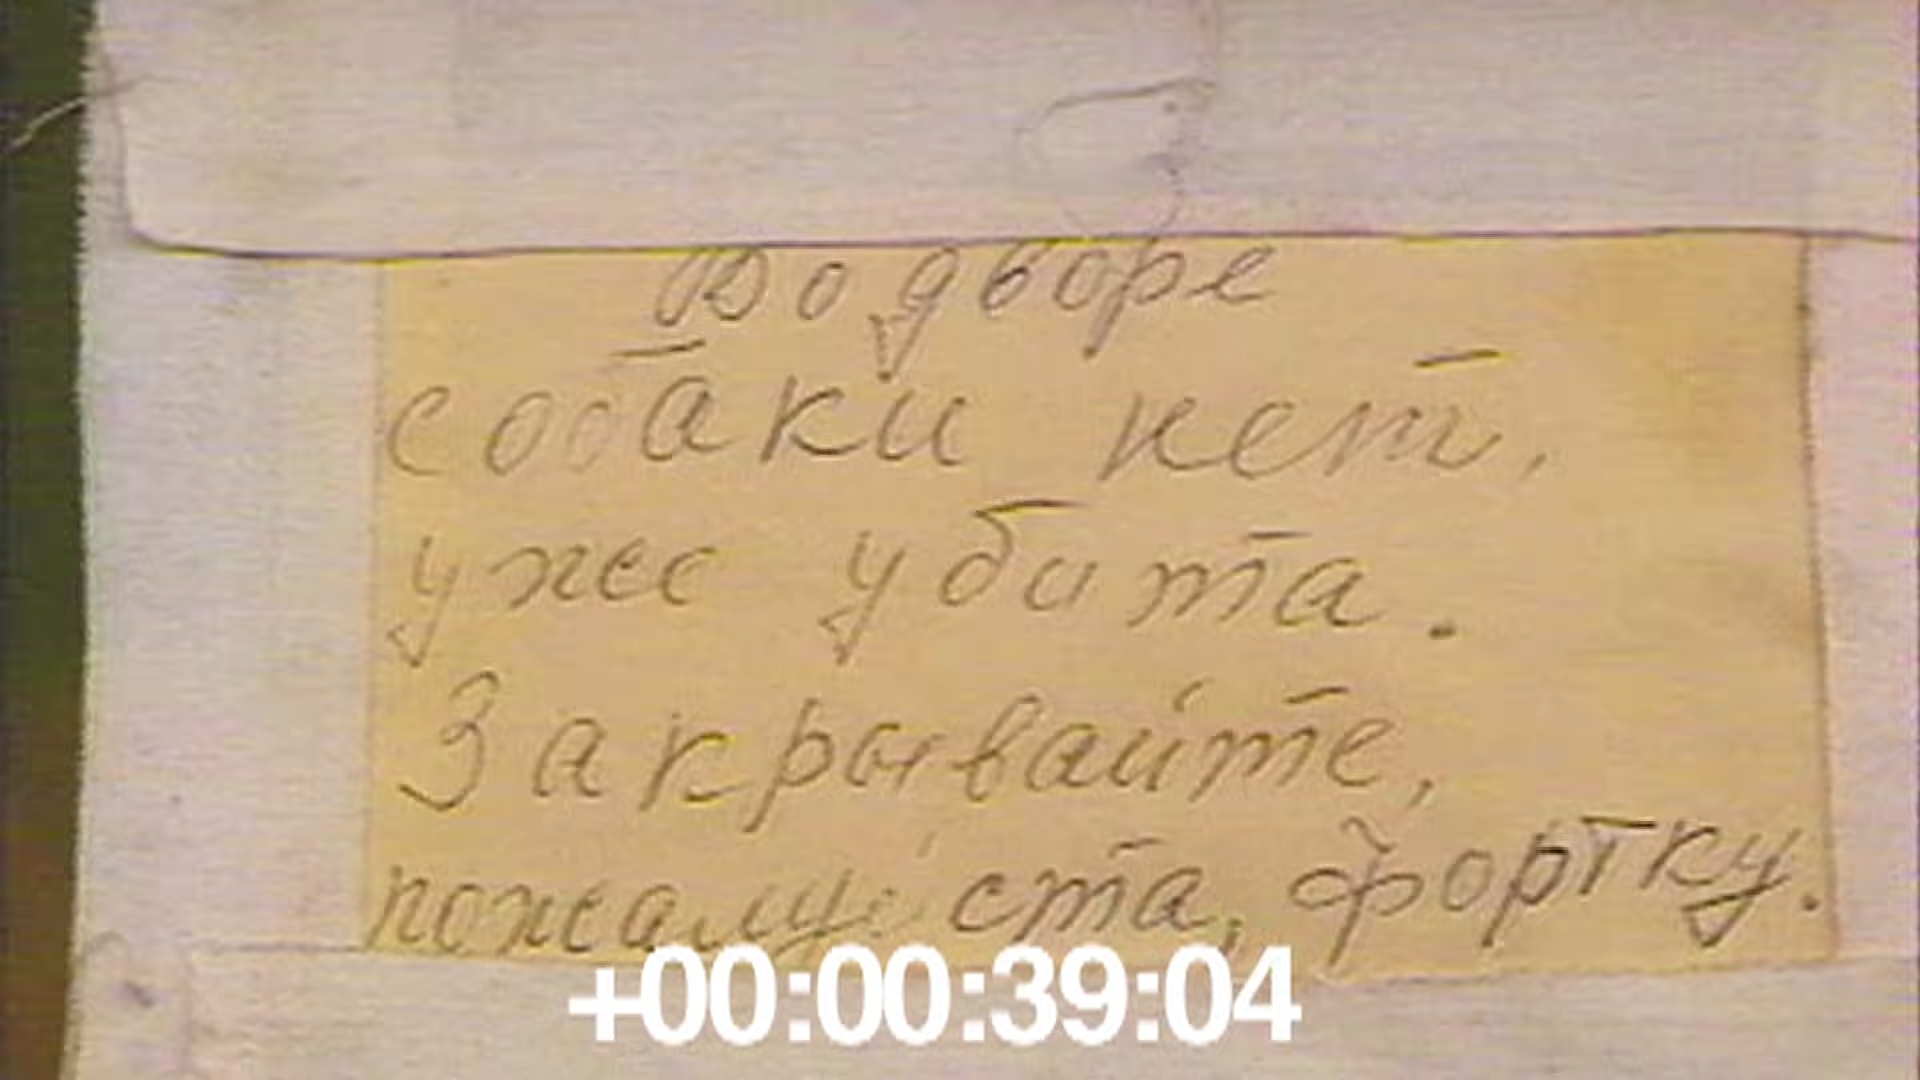 Во дворе
собаки нет,
уже убита.
Закрывайте,
пожалуйста, фортку.
+00:00:39:04